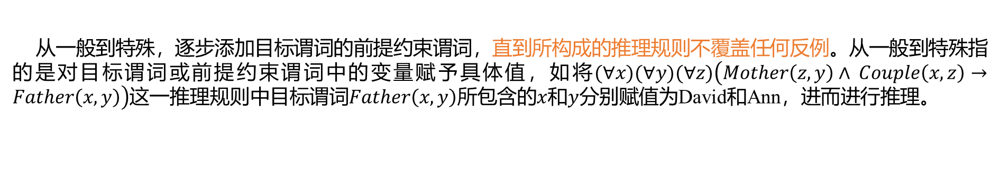 从一般到特殊，逐步添加目标谓词的前提约束谓词，直到所构成的推理规则不覆盖任何反例。从一般到特殊指
的是对目标谓词或前提约束谓词中的变量赋予具体值，如将(∀x)(∀y)(∀z)(Mother(z,y) ∧ Couple(x,z) →
Father(x,y))这一推理规则中目标谓词Father(x,y)所包含的x和y分别赋值为David和Ann，进而进行推理。